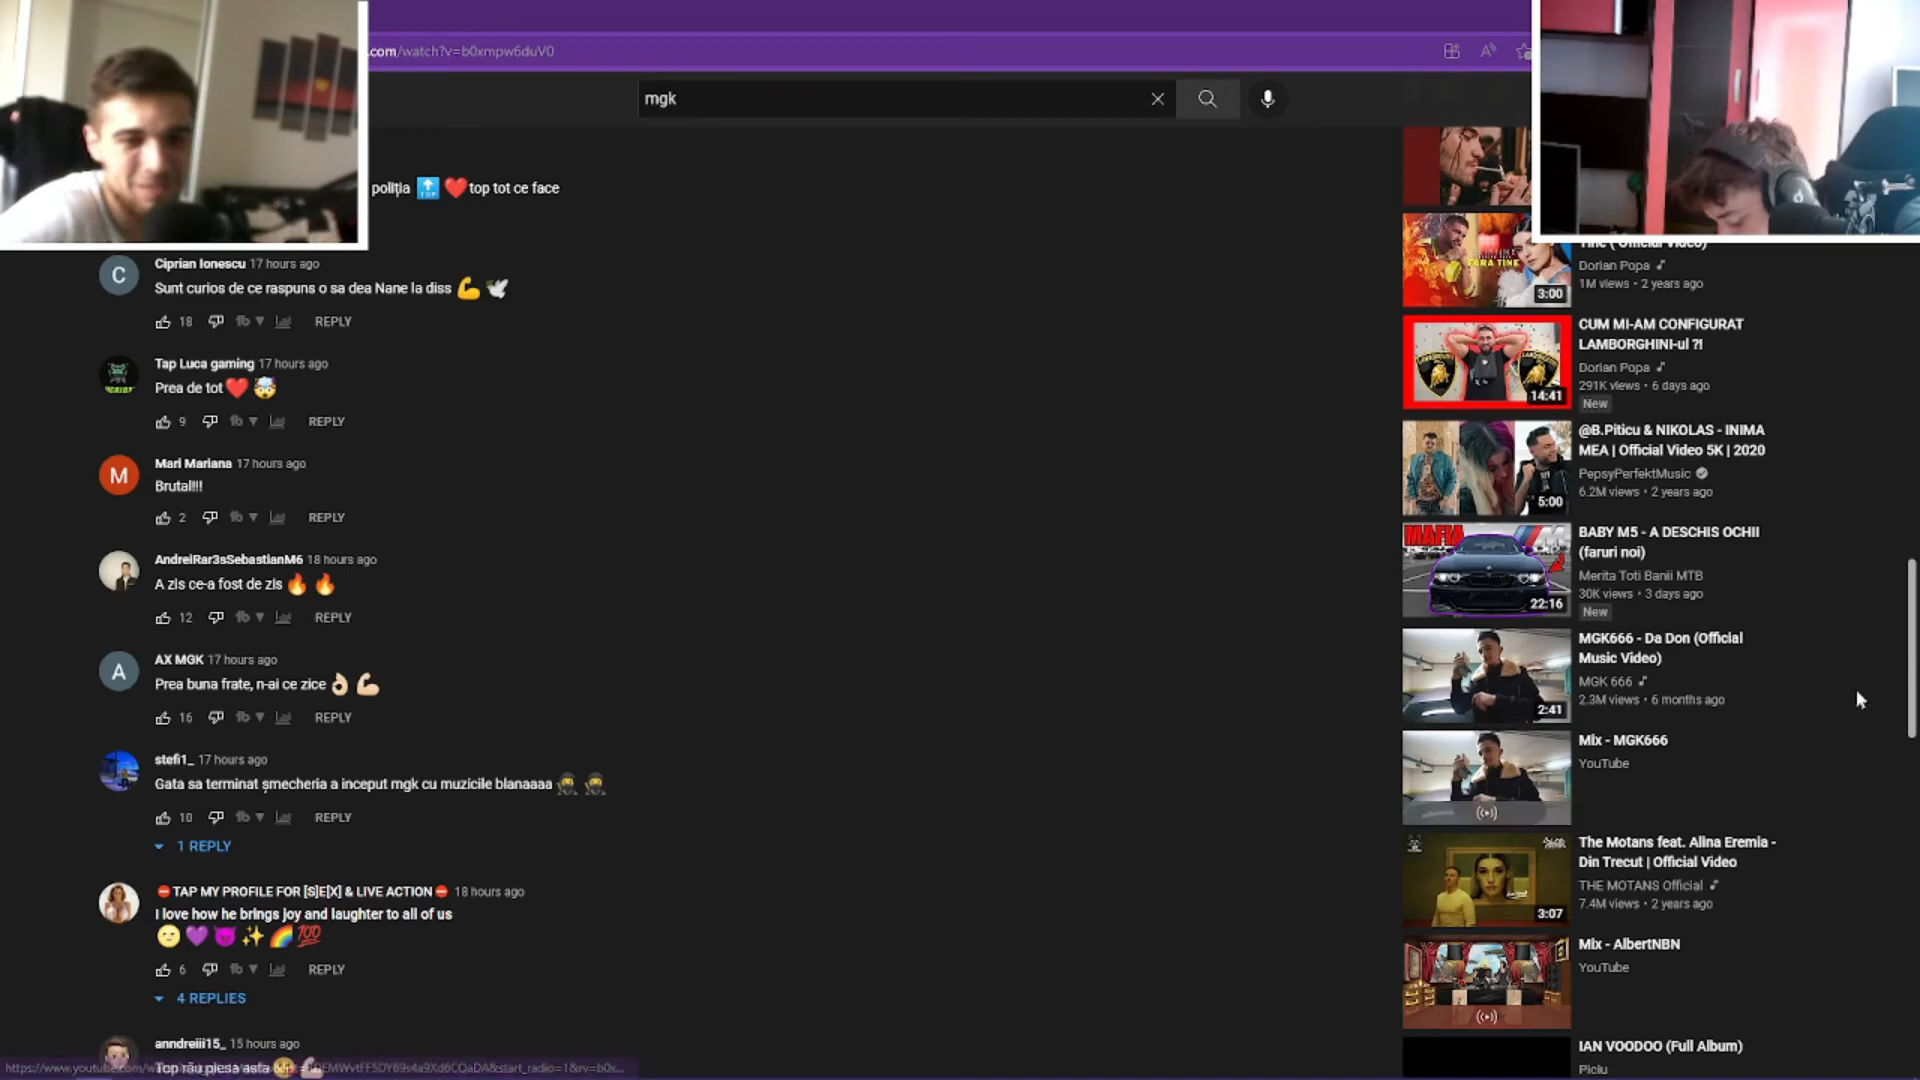 .com/watch?v=b0xmpw6duV0
mgk
poliția TOP top tot ce face
C
Ciprian Ionescu 17 hours ago
Sunt curios de ce raspuns o sa dea Nane la diss 💪 🕊️
18 REPLY
Tap Luca gaming 17 hours ago
Prea de tot❤️ 🤯
9 REPLY
M
Mari Mariana 17 hours ago
Brutal!!!
2 REPLY
AndreiRar3sSebastianM6 18 hours ago
A zis ce-a fost de zis 🔥 🔥
12 REPLY
A
AX MGK 17 hours ago
Prea buna frate, n-ai ce zice 👌🏻 💪🏻
16 REPLY
stefi1_ 17 hours ago
Gata sa terminat șmecheria a inceput mgk cu muzicile blanaaaa 🥷 🥷
10 REPLY
1 REPLY
⛔TAP MY PROFILE FOR [S]E[X] & LIVE ACTION⛔ 18 hours ago
I love how he brings joy and laughter to all of us
🌝 💜 😈 ✨ 🌈 💯
6 REPLY
4 REPLIES
anndreiii15_ 15 hours ago
Top rău piesa asta
FARA TINE
3:00
Tine ( Official Video)
Dorian Popa
1M views • 2 years ago
14:41
CUM MI-AM CONFIGURAT
LAMBORGHINI-ul ?!
Dorian Popa
291K views • 6 days ago
New
5:00
@B.Piticu & NIKOLAS - INIMA
MEA | Official Video 5K | 2020
PepsyPerfektMusic
6.2M views • 2 years ago
MAFIA
22:16
BABY M5 - A DESCHIS OCHII
(faruri noi)
Merita Toti Banii MTB
30K views • 3 days ago
New
2:41
MGK666 - Da Don (Official
Music Video)
MGK 666
2.3M views • 6 months ago
Mix - MGK666
YouTube
3:07
The Motans feat. Alina Eremia -
Din Trecut | Official Video
THE MOTANS Official
7.4M views • 2 years ago
Mix - AlbertNBN
YouTube
IAN VOODOO (Full Album)
Piciu